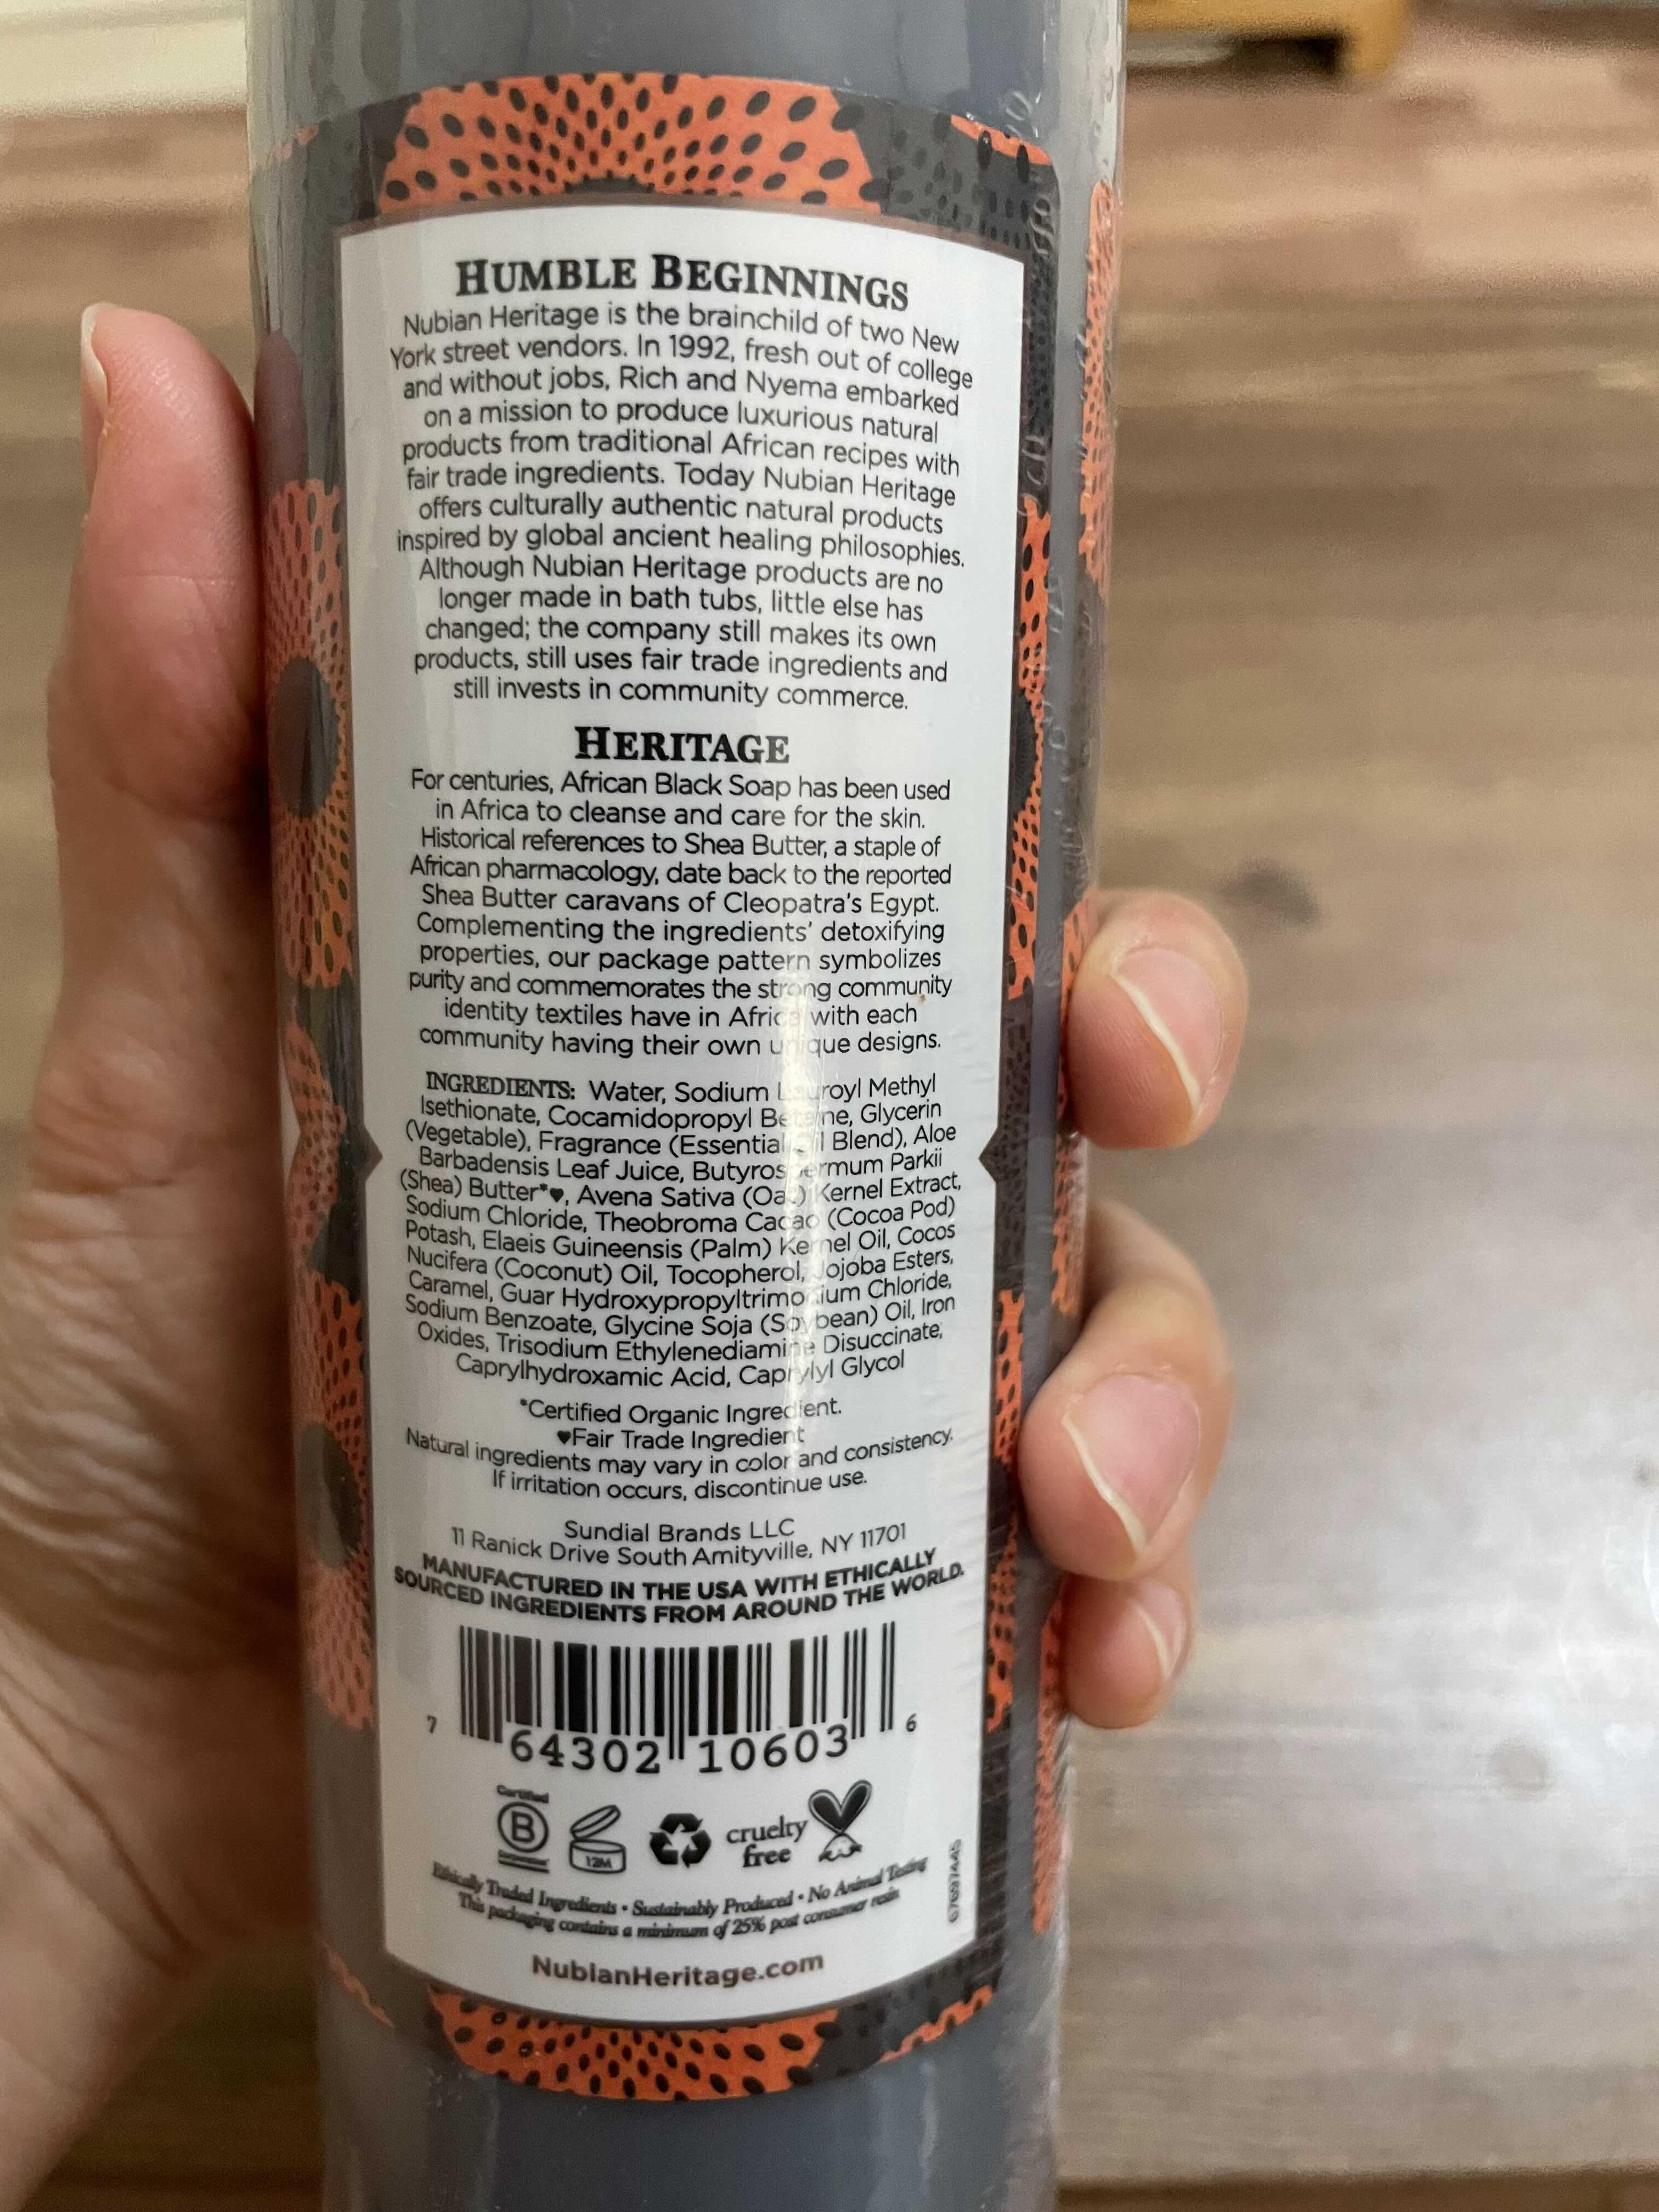 HUMBLE BEGINNINGS
Nubian Heritage is the brainchild of two New
York street vendors. In 1992, fresh out of college
and without jobs, Rich and Nyema embarked
on a mission to produce luxurious natural
products from traditional African recipes with
fair trade ingredients. Today Nubian Heritage
offers culturally authentic natural products
inspired by global ancient healing philosophies.
Although Nubian Heritage products are no
longer made in bath tubs, little else has
changed; the company still makes its own
products, still uses fair trade ingredients and
still invests in community commerce.
HERITAGE
For centuries, African Black Soap has been used
in Africa to cleanse and care for the skin.
Historical references to Shea Butter, a staple of
African pharmacology, date back to the reported
Shea Butter caravans of Cleopatra's Egypt.
Complementing the ingredients' detoxifying
properties, our package pattern symbolizes
purity and commemorates the strong community
identity textiles have in Africa with each
community having their own unique designs.
INGREDIENTS: Water, Sodium Lauroyl Methyl
Isethionate, Cocamidopropyl Betaine, Glycerin
(Vegetable), Fragrance (Essential Oil Blend), Aloe
Barbadensis Leaf Juice, Butyrospermum Parkii
(Shea) Butter*♥, Avena Sativa (Oat) Kernel Extract,
Sodium Chloride, Theobroma Cacao (Cocoa Pod)
Potash, Elaeis Guineensis (Palm) Kernel Oil, Cocos
Nucifera (Coconut) Oil, Tocopherol, Jojoba Esters,
Caramel, Guar Hydroxypropyltrimonium Chloride,
Sodium Benzoate, Glycine Soja (Soybean) Oil, Iron
Oxides, Trisodium Ethylenediamine Disuccinate,
Caprylhydroxamic Acid, Caprylyl Glycol
*Certified Organic Ingredient.
♥Fair Trade Ingredient
Natural ingredients may vary in color and consistency.
If irritation occurs, discontinue use.
Sundial Brands LLC
11 Ranick Drive South Amityville, NY 11701
MANUFACTURED IN THE USA WITH ETHICALLY
SOURCED INGREDIENTS FROM AROUND THE WORLD.
7 64302 10603 6
Certified
B
Corporation
12M
cruelty
free
Ethically Traded Ingredients • Sustainably Produced • No Animal Testing
This packaging contains a minimum of 25% post consumer resin
NubianHeritage.com